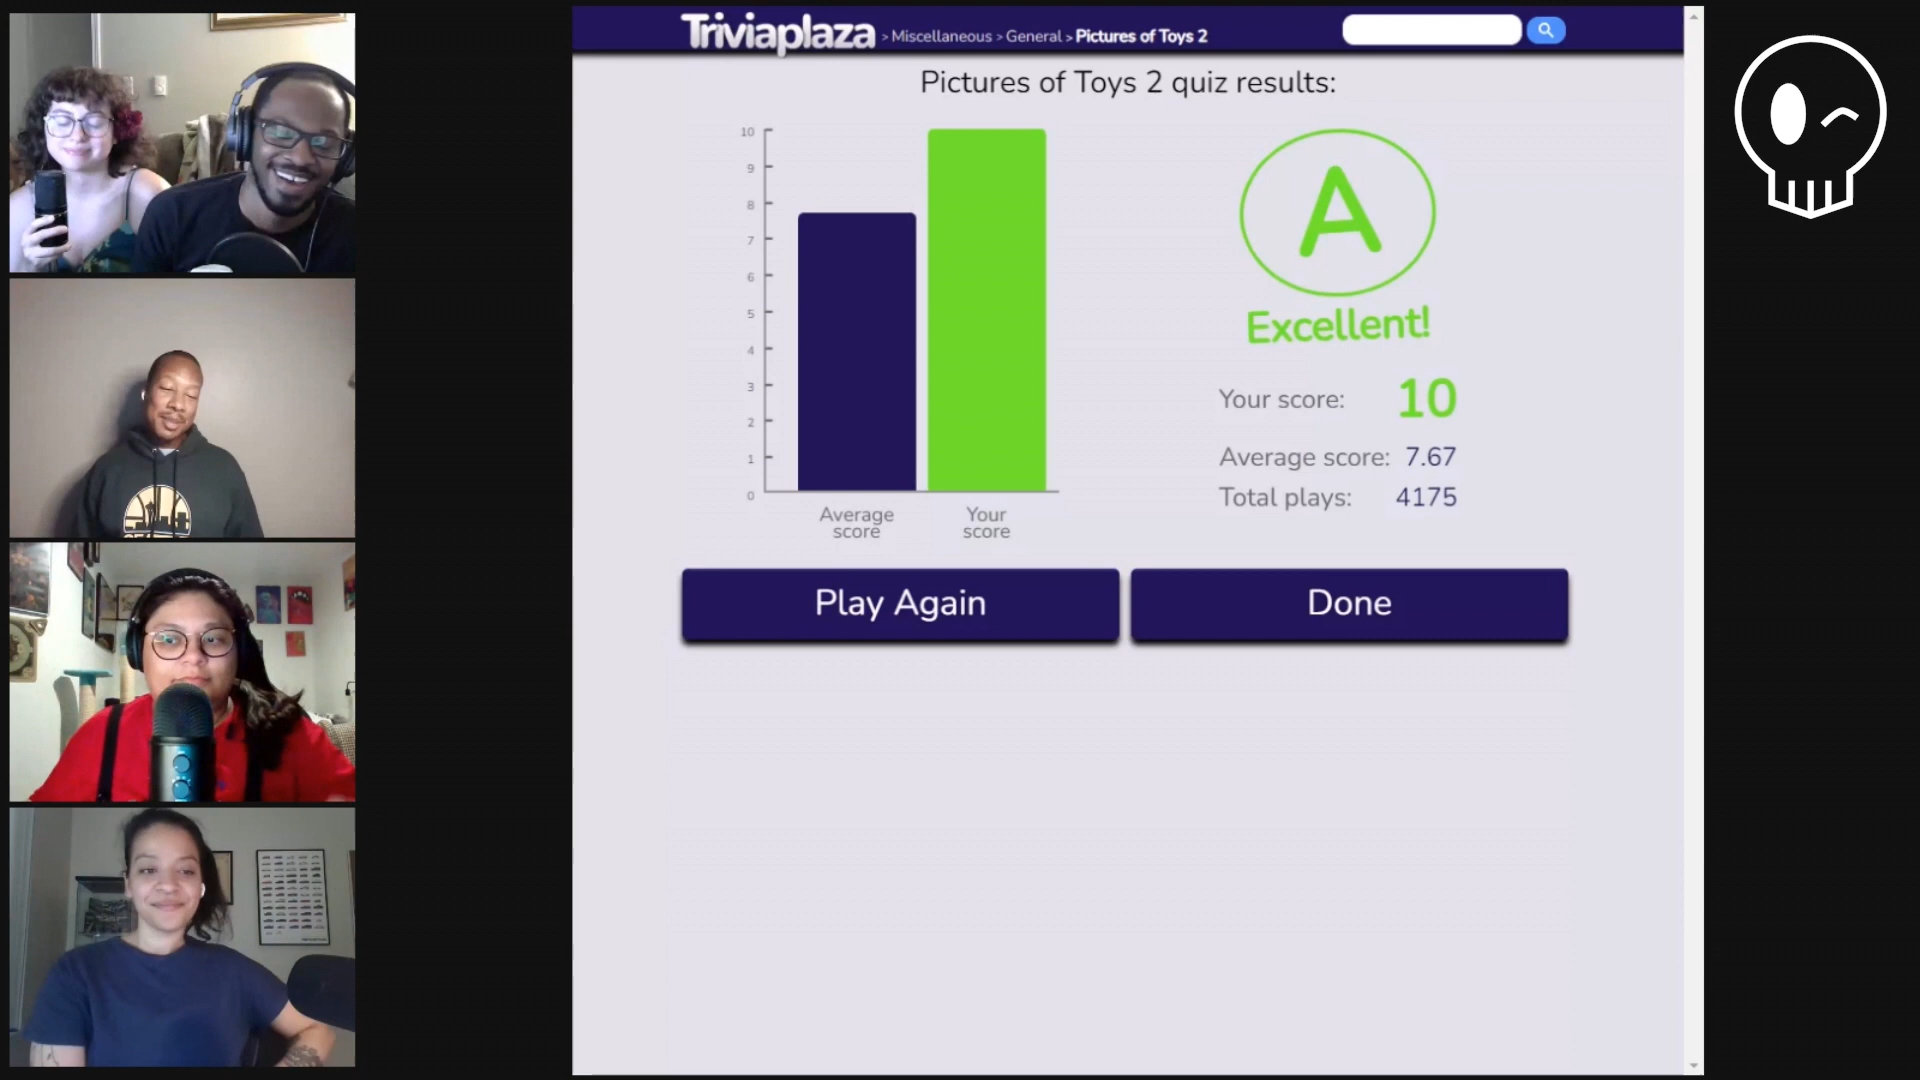 Triviaplaza > Miscellaneous > General > Pictures of Toys 2
Pictures of Toys 2 quiz results:
10
9
8
7
6
5
4
3
2
1
0
Average
score
Your
score
A
Excellent!
Your score: 10
Average score: 7.67
Total plays: 4175
Play Again
Done